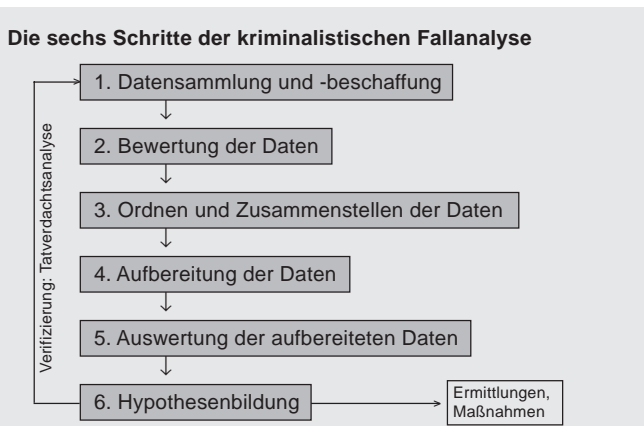 Die sechs Schritte der kriminalistischen Fallanalyse
1. Datensammlung und -beschaffung
2. Bewertung der Daten
3. Ordnen und Zusammenstellen der Daten
4. Aufbereitung der Daten
5. Auswertung der aufbereiteten Daten
6. Hypothesenbildung
Ermittlungen,
Maßnahmen
Verifizierung: Tatverdachtsanalyse